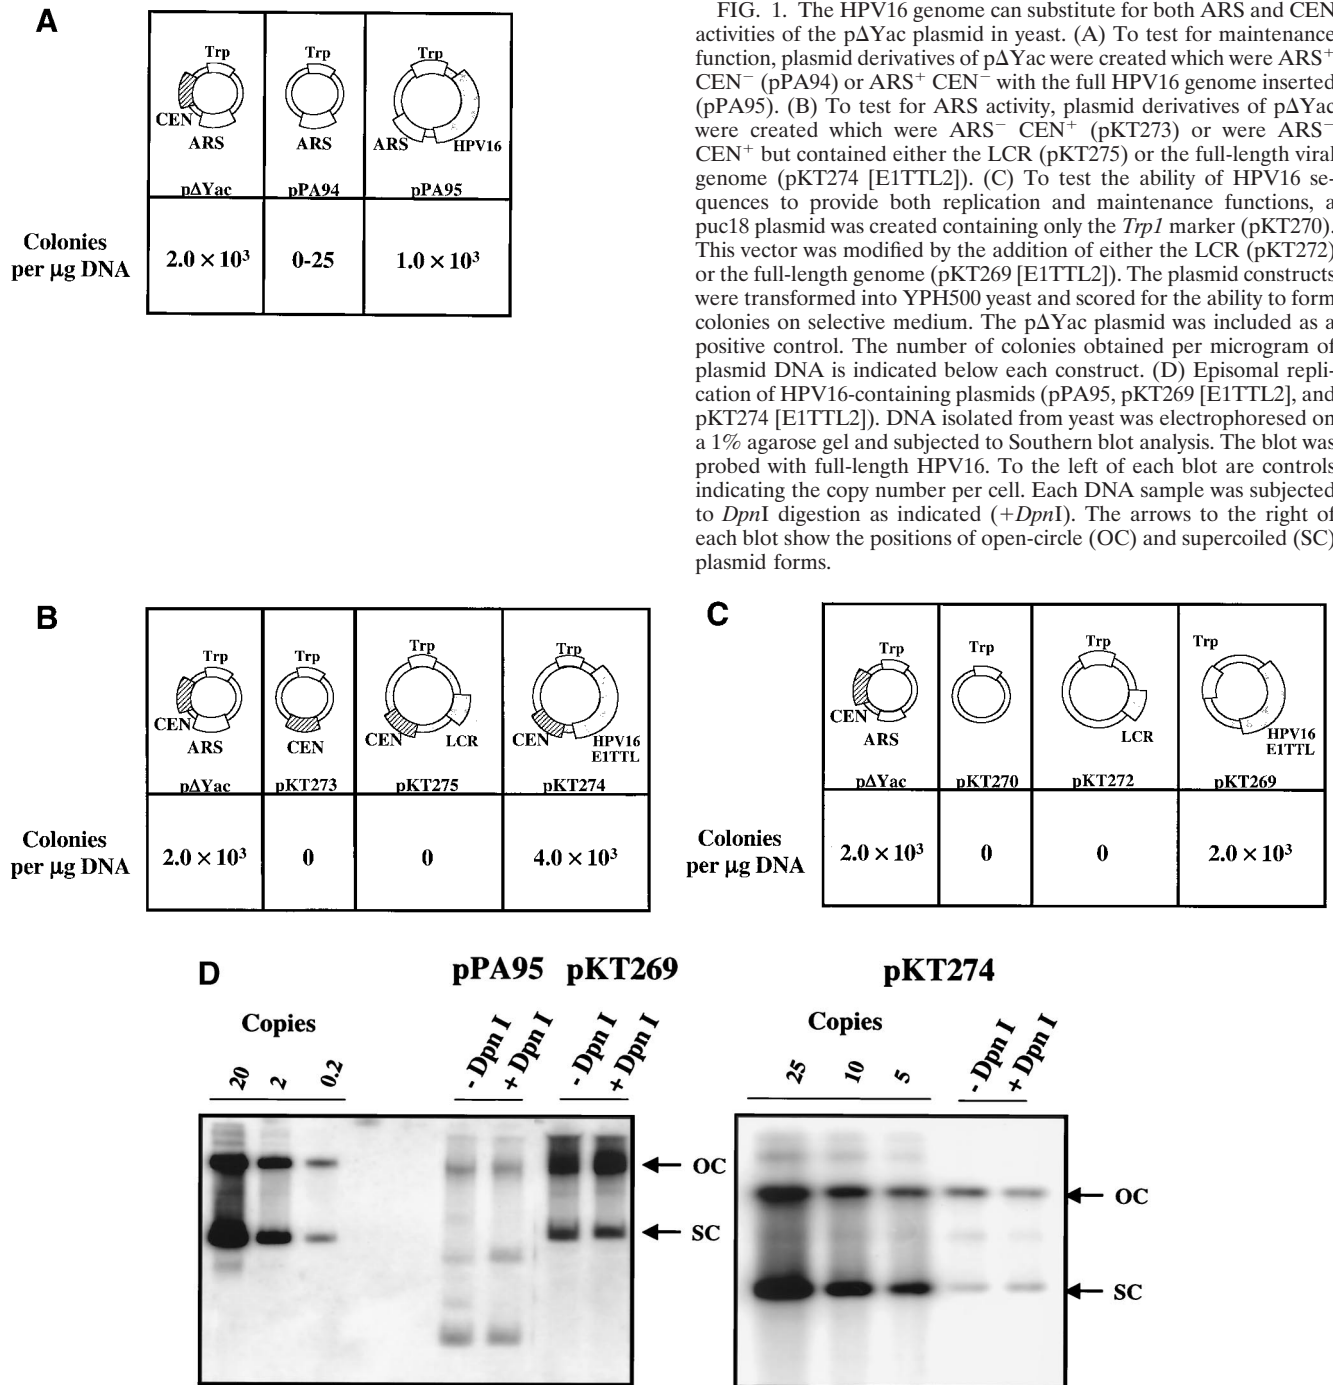 A
Trp
CEN
ARS
pΔYac
Trp
ARS
pPA94
Trp
ARS
HPV16
pPA95
Colonies
per μg DNA
2.0 × 10³
0-25
1.0 × 10³
FIG. 1. The HPV16 genome can substitute for both ARS and CEN
activities of the pΔYac plasmid in yeast. (A) To test for maintenance
function, plasmid derivatives of pΔYac were created which were ARS⁺
CEN⁻ (pPA94) or ARS⁺ CEN⁻ with the full HPV16 genome inserted
(pPA95). (B) To test for ARS activity, plasmid derivatives of pΔYac
were created which were ARS⁻ CEN⁺ (pKT273) or were ARS⁻
CEN⁺ but contained either the LCR (pKT275) or the full-length viral
genome (pKT274 [E1TTL2]). (C) To test the ability of HPV16 se-
quences to provide both replication and maintenance functions, a
puc18 plasmid was created containing only the Trp1 marker (pKT270).
This vector was modified by the addition of either the LCR (pKT272)
or the full-length genome (pKT269 [E1TTL2]). The plasmid constructs
were transformed into YPH500 yeast and scored for the ability to form
colonies on selective medium. The pΔYac plasmid was included as a
positive control. The number of colonies obtained per microgram of
plasmid DNA is indicated below each construct. (D) Episomal repli-
cation of HPV16-containing plasmids (pPA95, pKT269 [E1TTL2], and
pKT274 [E1TTL2]). DNA isolated from yeast was electrophoresed on
a 1% agarose gel and subjected to Southern blot analysis. The blot was
probed with full-length HPV16. To the left of each blot are controls
indicating the copy number per cell. Each DNA sample was subjected
to DpnI digestion as indicated (+DpnI). The arrows to the right of
each blot show the positions of open-circle (OC) and supercoiled (SC)
plasmid forms.
B
Trp
CEN
ARS
pΔYac
Trp
CEN
pKT273
Trp
CEN
LCR
pKT275
Trp
CEN
HPV16
E1TTL
pKT274
Colonies
per μg DNA
2.0 × 10³
0
0
4.0 × 10³
C
Trp
CEN
ARS
pΔYac
Trp
pKT270
Trp
LCR
pKT272
Trp
HPV16
E1TTL
pKT269
Colonies
per μg DNA
2.0 × 10³
0
0
2.0 × 10³
D
pPA95
pKT269
pKT274
Copies
20
2
0.2
- Dpn I
+ Dpn I
- Dpn I
+ Dpn I
OC
SC
Copies
25
10
5
- Dpn I
+ Dpn I
OC
SC